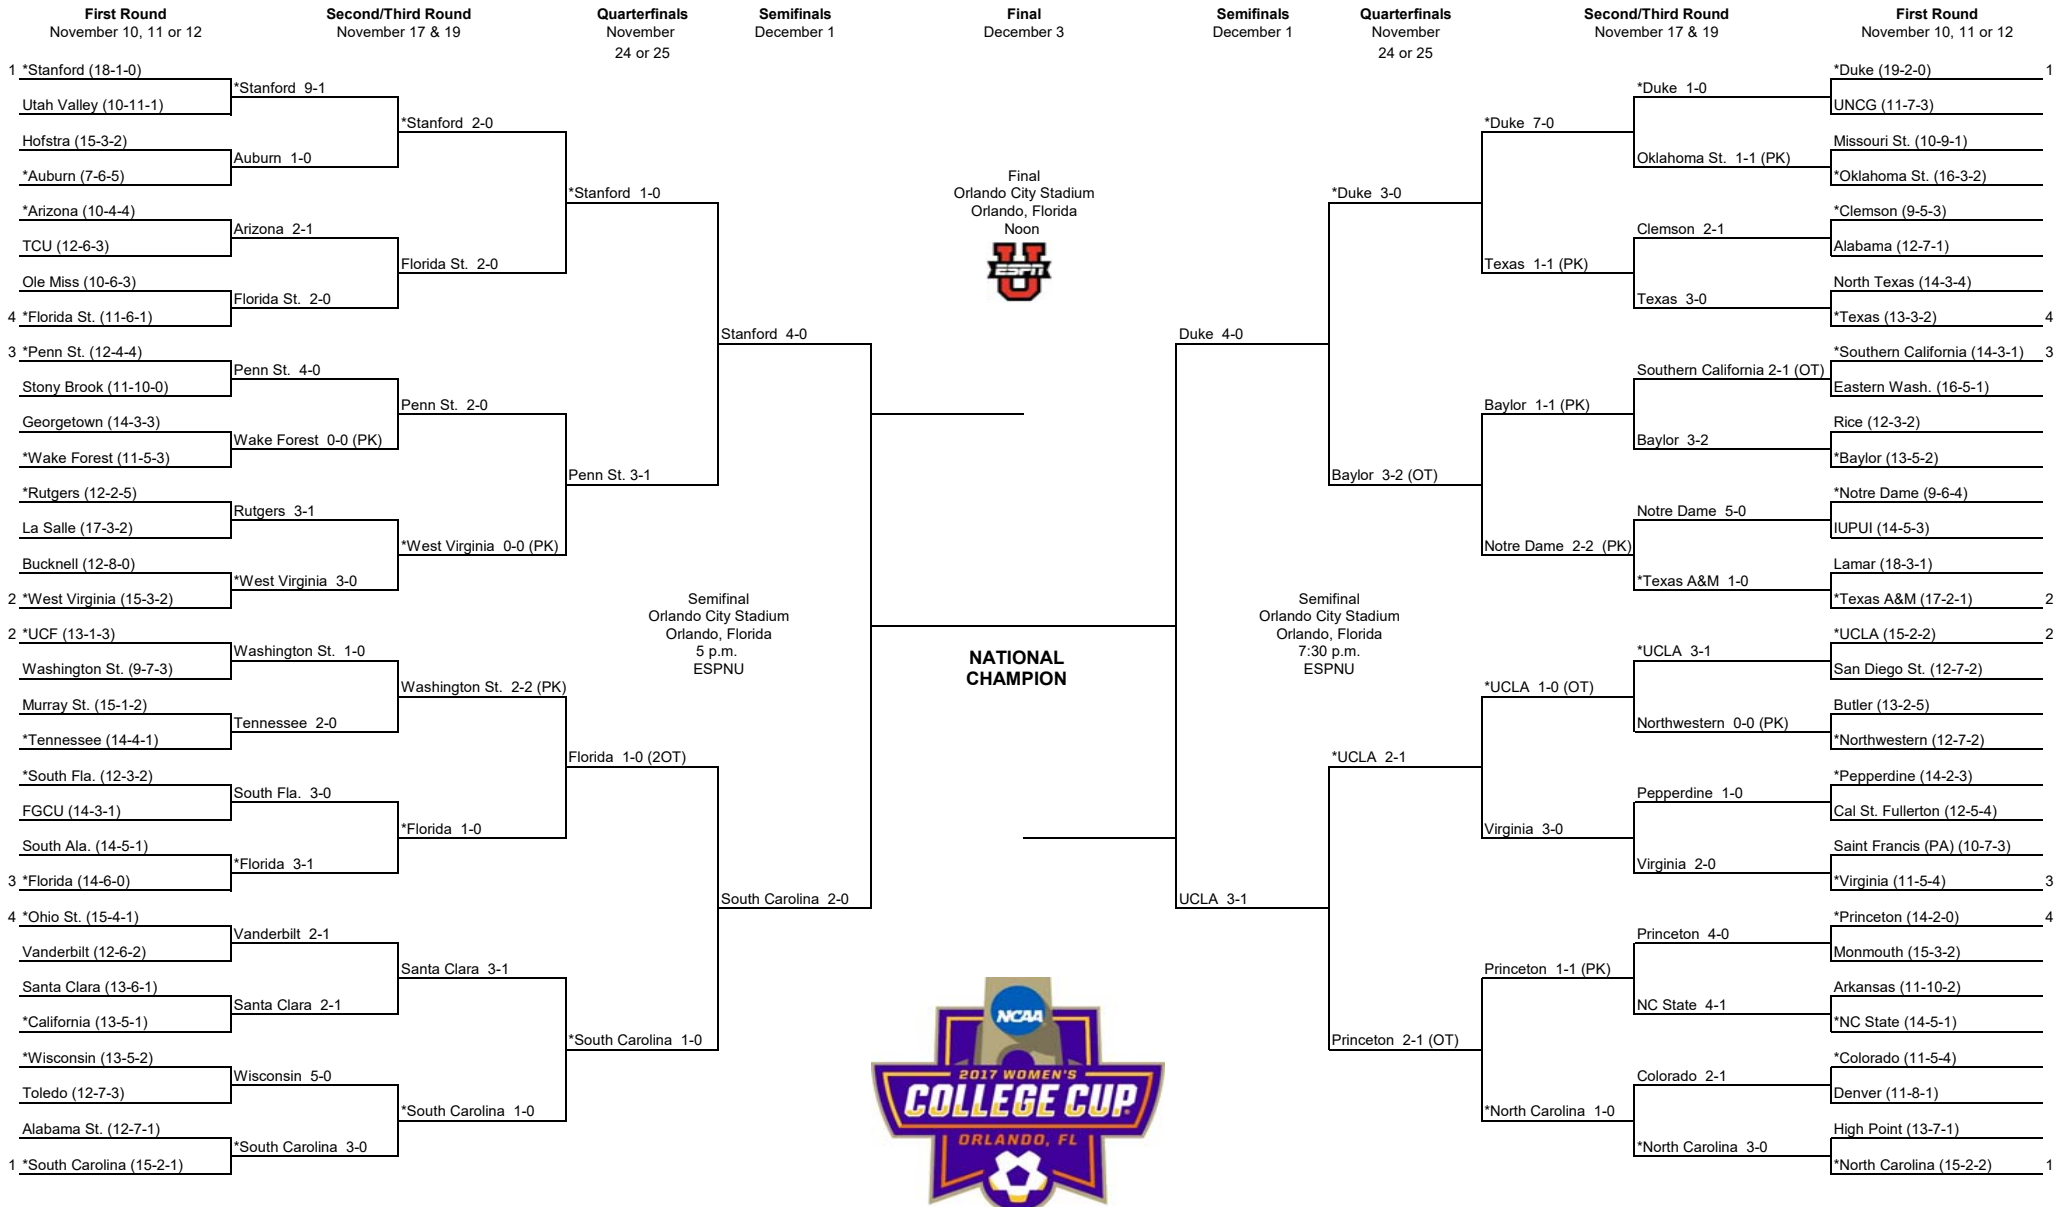 First Round
November 10, 11 or 12
Second/Third Round
November 17 & 19
Quarterfinals
November
24 or 25
Semifinals
December 1
Final
December 3
Semifinals
December 1
Quarterfinals
November
24 or 25
Second/Third Round
November 17 & 19
First Round
November 10, 11 or 12
1 *Stanford (18-1-0)
Utah Valley (10-11-1)
Hofstra (15-3-2)
*Auburn (7-6-5)
*Arizona (10-4-4)
TCU (12-6-3)
Ole Miss (10-6-3)
4 *Florida St. (11-6-1)
3 *Penn St. (12-4-4)
Stony Brook (11-10-0)
Georgetown (14-3-3)
*Wake Forest (11-5-3)
*Rutgers (12-2-5)
La Salle (17-3-2)
Bucknell (12-8-0)
2 *West Virginia (15-3-2)
2 *UCF (13-1-3)
Washington St. (9-7-3)
Murray St. (15-1-2)
*Tennessee (14-4-1)
*South Fla. (12-3-2)
FGCU (14-3-1)
South Ala. (14-5-1)
3 *Florida (14-6-0)
4 *Ohio St. (15-4-1)
Vanderbilt (12-6-2)
Santa Clara (13-6-1)
*California (13-5-1)
*Wisconsin (13-5-2)
Toledo (12-7-3)
Alabama St. (12-7-1)
1 *South Carolina (15-2-1)
*Stanford 9-1
Auburn 1-0
Arizona 2-1
Florida St. 2-0
Penn St. 4-0
Wake Forest 0-0 (PK)
Rutgers 3-1
*West Virginia 3-0
Washington St. 1-0
Tennessee 2-0
South Fla. 3-0
*Florida 3-1
Vanderbilt 2-1
Santa Clara 2-1
Wisconsin 5-0
*South Carolina 3-0
*Stanford 2-0
Florida St. 2-0
Penn St. 2-0
*West Virginia 0-0 (PK)
Washington St. 2-2 (PK)
*Florida 1-0
Santa Clara 3-1
*South Carolina 1-0
*Stanford 1-0
Penn St. 3-1
Florida 1-0 (2OT)
*South Carolina 1-0
Stanford 4-0
South Carolina 2-0
Semifinal
Orlando City Stadium
Orlando, Florida
5 p.m.
ESPNU
Final
Orlando City Stadium
Orlando, Florida
Noon
ESPN
U
NATIONAL
CHAMPION
NCAA
2017 WOMEN'S
COLLEGE CUP
ORLANDO, FL
Semifinal
Orlando City Stadium
Orlando, Florida
7:30 p.m.
ESPNU
Duke 4-0
UCLA 3-1
*Duke 3-0
Baylor 3-2 (OT)
*UCLA 2-1
Princeton 2-1 (OT)
*Duke 7-0
Texas 1-1 (PK)
Baylor 1-1 (PK)
Notre Dame 2-2 (PK)
*UCLA 1-0 (OT)
Virginia 3-0
Princeton 1-1 (PK)
*North Carolina 1-0
*Duke 1-0
Oklahoma St. 1-1 (PK)
Clemson 2-1
Texas 3-0
Southern California 2-1 (OT)
Baylor 3-2
Notre Dame 5-0
*Texas A&M 1-0
*UCLA 3-1
Northwestern 0-0 (PK)
Pepperdine 1-0
Virginia 2-0
Princeton 4-0
NC State 4-1
Colorado 2-1
*North Carolina 3-0
*Duke (19-2-0) 1
UNCG (11-7-3)
Missouri St. (10-9-1)
*Oklahoma St. (16-3-2)
*Clemson (9-5-3)
Alabama (12-7-1)
North Texas (14-3-4)
*Texas (13-3-2) 4
*Southern California (14-3-1) 3
Eastern Wash. (16-5-1)
Rice (12-3-2)
*Baylor (13-5-2)
*Notre Dame (9-6-4)
IUPUI (14-5-3)
Lamar (18-3-1)
*Texas A&M (17-2-1) 2
*UCLA (15-2-2) 2
San Diego St. (12-7-2)
Butler (13-2-5)
*Northwestern (12-7-2)
*Pepperdine (14-2-3)
Cal St. Fullerton (12-5-4)
Saint Francis (PA) (10-7-3)
*Virginia (11-5-4) 3
*Princeton (14-2-0) 4
Monmouth (15-3-2)
Arkansas (11-10-2)
*NC State (14-5-1)
*Colorado (11-5-4)
Denver (11-8-1)
High Point (13-7-1)
*North Carolina (15-2-2) 1